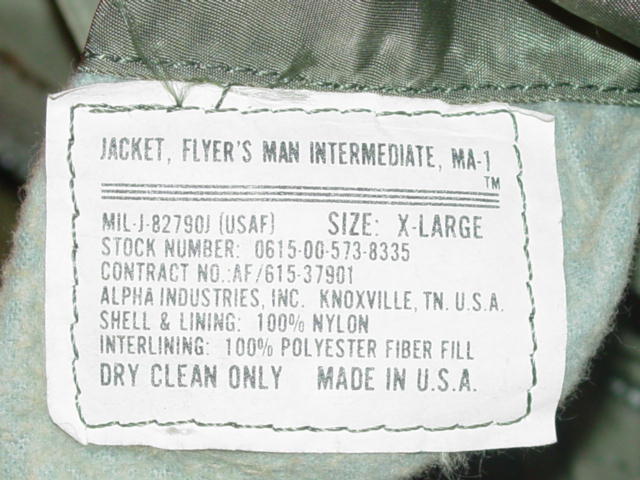 JACKET, FLYER'S MAN INTERMEDIATE, MA-1
TM
MIL-J-82790J (USAF) SIZE: X-LARGE
STOCK NUMBER: 0615-00-573-8335
CONTRACT NO.:AF/615-37901
ALPHA INDUSTRIES, INC. KNOXVILLE, TN. U.S.A.
SHELL & LINING: 100% NYLON
INTERLINING: 100% POLYESTER FIBER FILL
DRY CLEAN ONLY MADE IN U.S.A.